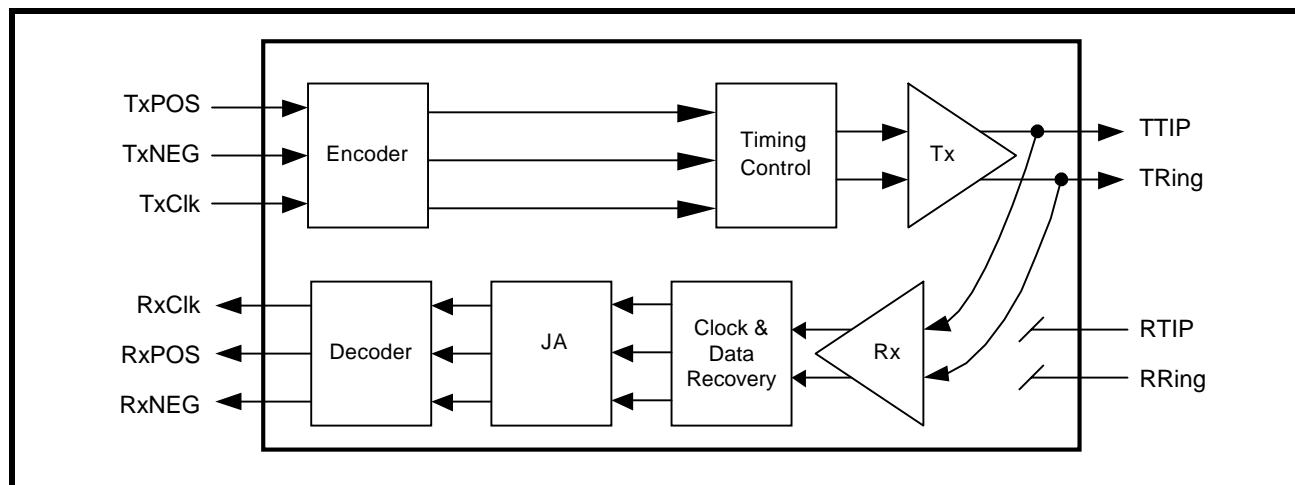 TxPOS
TxNEG
TxClk
Encoder
Timing
Control
Tx
TTIP
TRing
RxClk
RxPOS
RxNEG
Decoder
JA
Clock &
Data
Recovery
Rx
RTIP
RRing